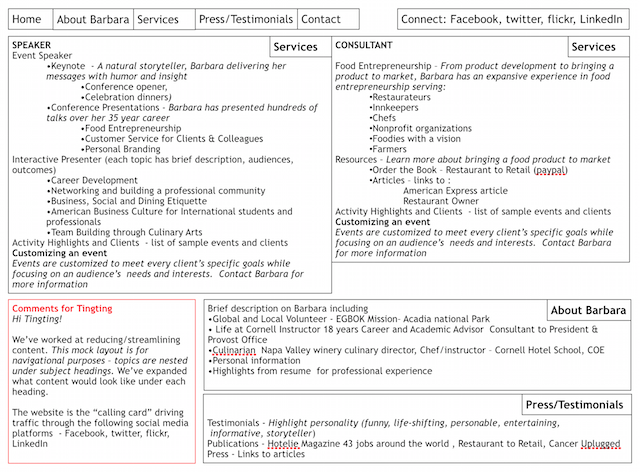 Home
About Barbara
Services
Press/Testimonials
Contact
Connect: Facebook, twitter, flickr, LinkedIn
SPEAKER
Services
Event Speaker
•Keynote - A natural storyteller, Barbara delivering her
messages with humor and insight
•Conference opener,
•Celebration dinners)
•Conference Presentations - Barbara has presented hundreds of
talks over her 35 year career
•Food Entrepreneurship
•Customer Service for Clients & Colleagues
•Personal Branding
Interactive Presenter (each topic has brief description, audiences,
outcomes)
•Career Development
•Networking and building a professional community
•Business, Social and Dining Etiquette
•American Business Culture for International students and
professionals
•Team Building through Culinary Arts
Activity Highlights and Clients - list of sample events and clients
Customizing an event
Events are customized to meet every client's specific goals while
focusing on an audience's needs and interests. Contact Barbara for
more information
CONSULTANT
Services
Food Entrepreneurship - From product development to bringing a
product to market, Barbara has an expansive experience in food
entrepreneurship serving:
•Restaurateurs
•Innkeepers
•Chefs
•Nonprofit organizations
•Foodies with a vision
•Farmers
Resources - Learn more about bringing a food product to market
•Order the Book - Restaurant to Retail (paypal)
•Articles - links to :
American Express article
Restaurant Owner
Activity Highlights and Clients - list of sample events and clients
Customizing an event
Events are customized to meet every client's specific goals while
focusing on an audience's needs and interests. Contact Barbara
for more information
Comments for Tingting
Hi Tingting!
We've worked at reducing/streamlining
content. This mock layout is for
navigational purposes - topics are nested
under subject headings. We've expanded
what content would look like under each
heading.
The website is the "calling card" driving
traffic through the following social media
platforms - Facebook, twitter, flickr,
LinkedIn
About Barbara
Brief description on Barbara including
•Global and Local Volunteer - EGBOK Mission- Acadia national Park
• Life at Cornell Instructor 18 years Career and Academic Advisor Consultant to President &
Provost Office
•Culinarian Napa Valley winery culinary director, Chef/instructor - Cornell Hotel School, COE
•Personal information
•Highlights from resume for professional experience
Press/Testimonials
Testimonials - Highlight personality (funny, life-shifting, personable, entertaining,
informative, storyteller)
Publications - Hotelie Magazine 43 jobs around the world , Restaurant to Retail, Cancer Uplugged
Press - Links to articles